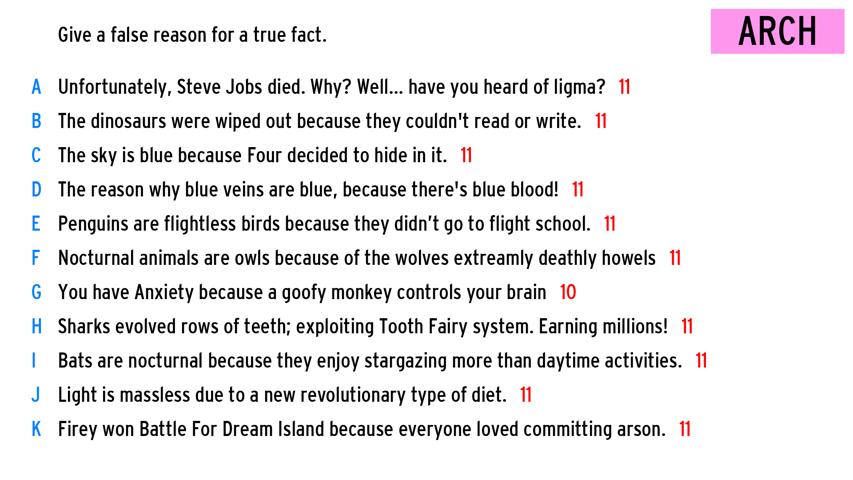 Give a false reason for a true fact.
ARCH
A Unfortunately, Steve Jobs died. Why? Well... have you heard of ligma? 11
B The dinosaurs were wiped out because they couldn't read or write. 11
C The sky is blue because Four decided to hide in it. 11
D The reason why blue veins are blue, because there's blue blood! 11
E Penguins are flightless birds because they didn’t go to flight school. 11
F Nocturnal animals are owls because of the wolves extreamly deathly howels 11
G You have Anxiety because a goofy monkey controls your brain 10
H Sharks evolved rows of teeth; exploiting Tooth Fairy system. Earning millions! 11
I Bats are nocturnal because they enjoy stargazing more than daytime activities. 11
J Light is massless due to a new revolutionary type of diet. 11
K Firey won Battle For Dream Island because everyone loved committing arson. 11